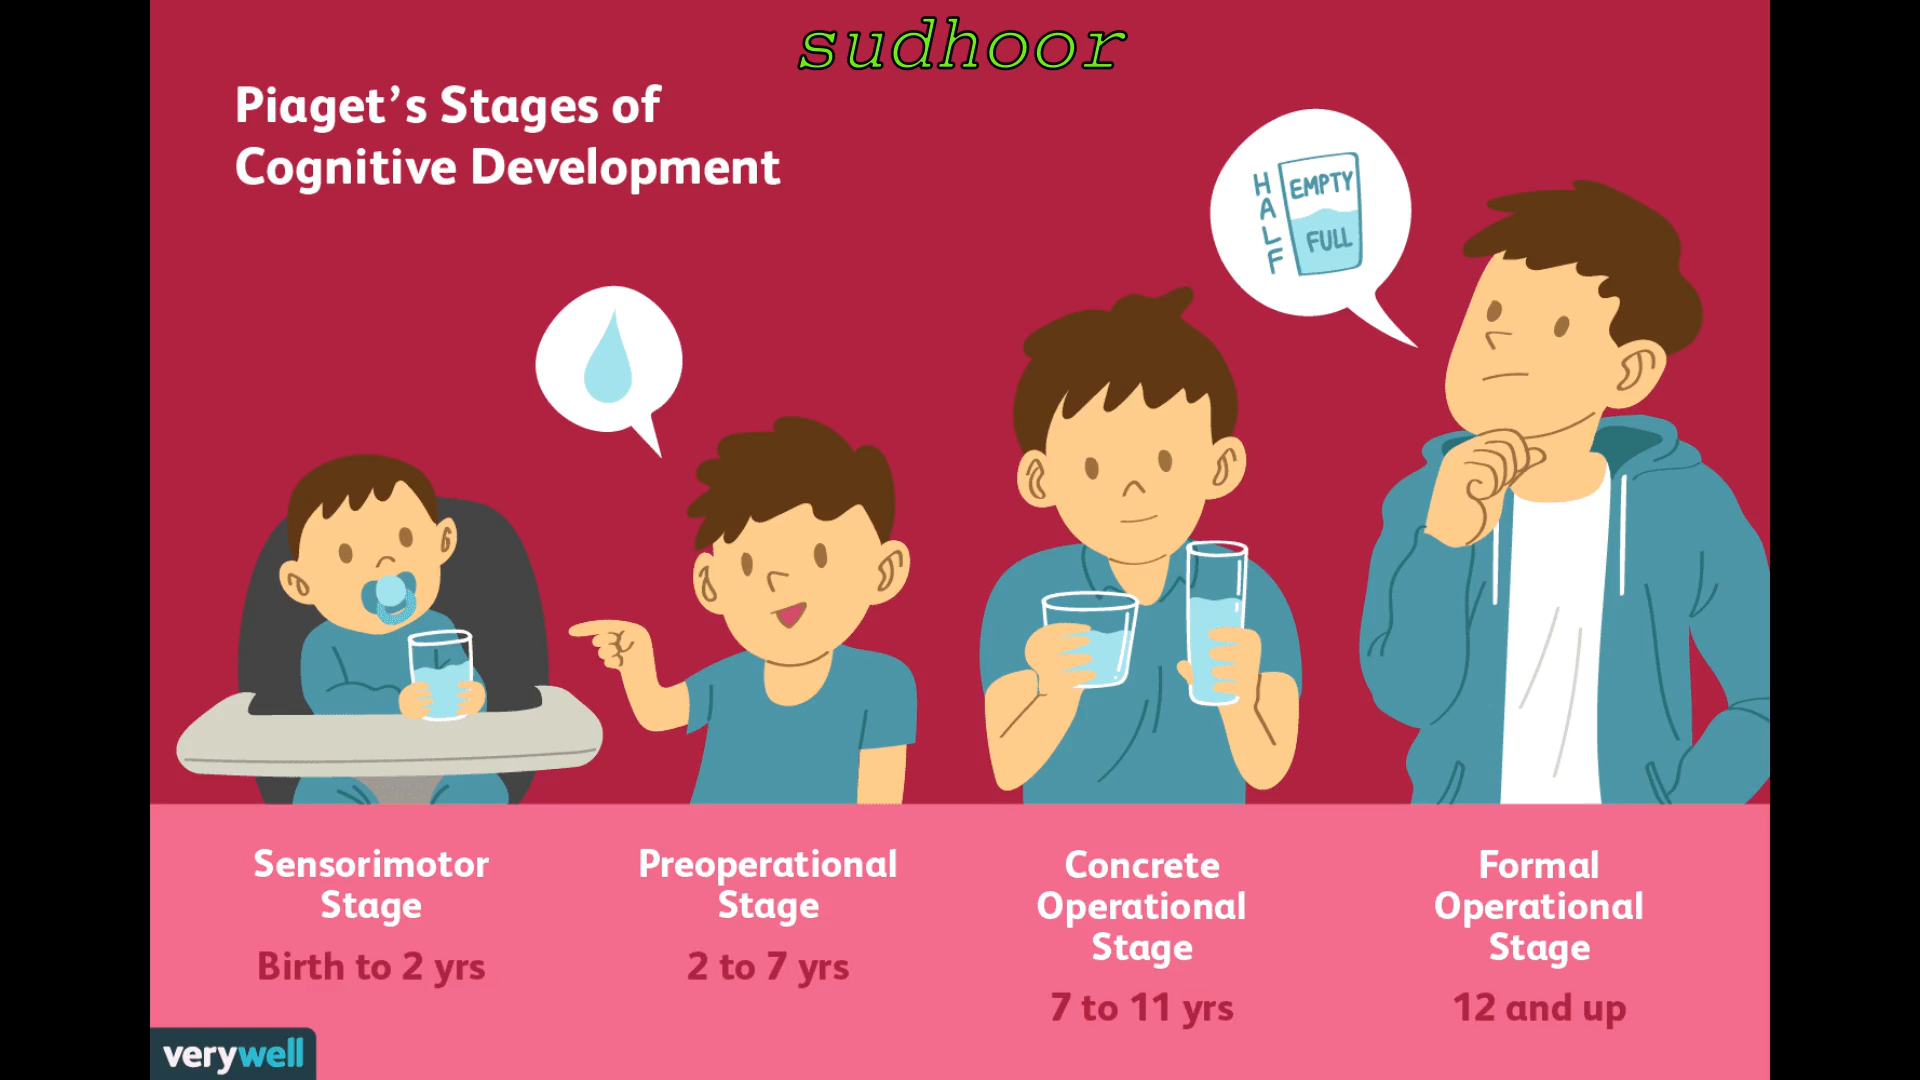 sudhoor
Piaget's Stages of
Cognitive Development
H
A
L
F
EMPTY
FULL
Sensorimotor
Stage
Birth to 2 yrs
Preoperational
Stage
2 to 7 yrs
Concrete
Operational
Stage
7 to 11 yrs
Formal
Operational
Stage
12 and up
verywell